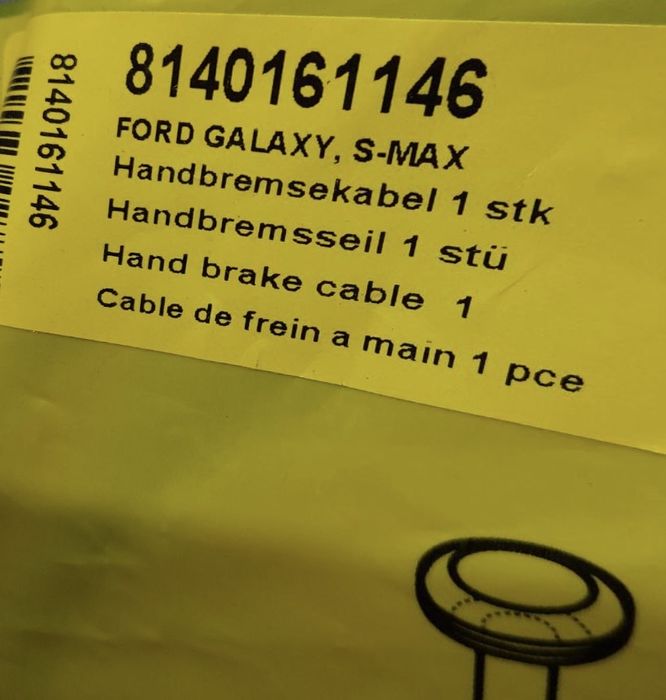 8140161146
8140161146
FORD GALAXY, S-MAX
Handbremsekabel 1 stk
Handbremsseil 1 stü
Hand brake cable 1
Cable de frein a main 1 pce